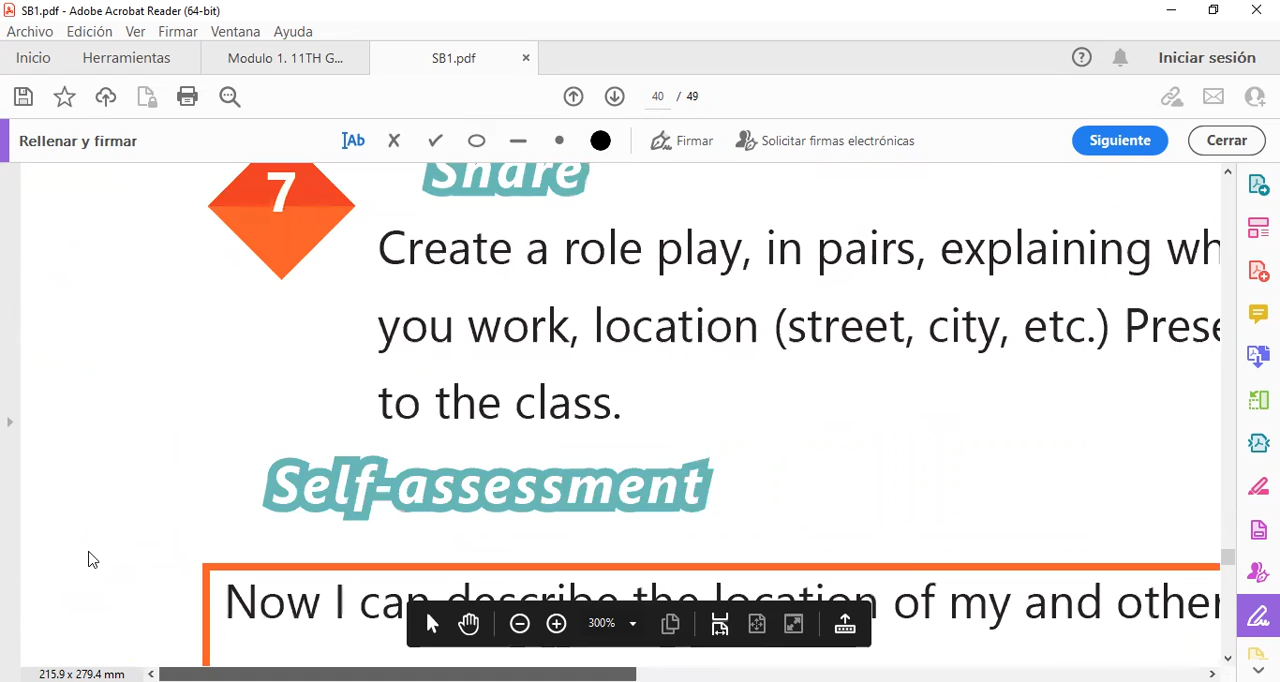 SB1.pdf - Adobe Acrobat Reader (64-bit)
Archivo Edición Ver Firmar Ventana Ayuda
Inicio Herramientas Modulo 1. 11TH G... SB1.pdf × Iniciar sesión
40 / 49
Rellenar y firmar Ab Firmar Solicitar firmas electrónicas Siguiente Cerrar
7 Share
Create a role play, in pairs, explaining
you work, location (street, city, etc.)
to the class.
Self-assessment
Now I can describe the location of my and other
300%
215.9 x 279.4 mm